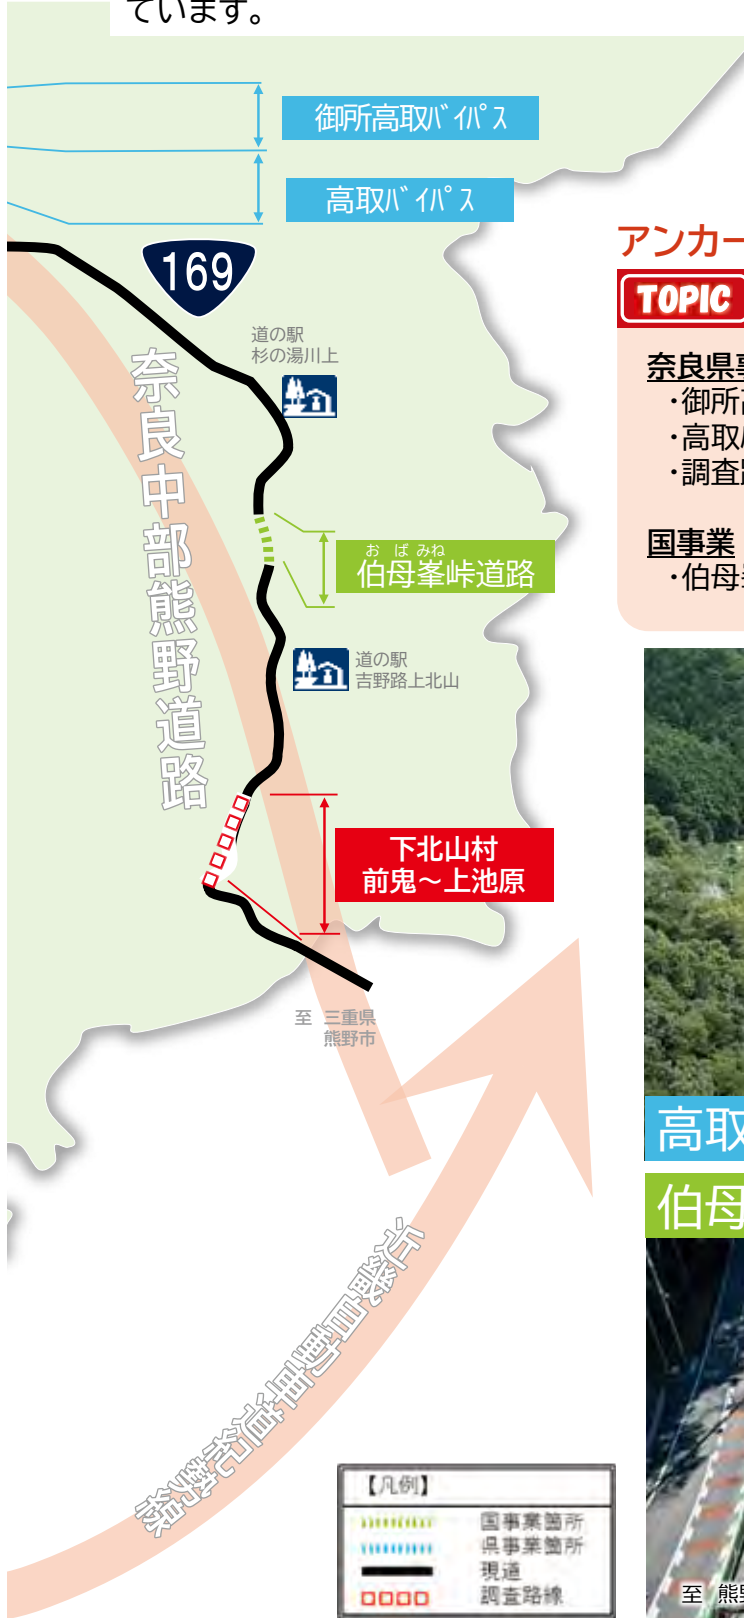 ています。
御所高取バイパス
高取バイパス
169
道の駅
杉の湯川上
奈良中部熊野道路
おばみね
伯母峯峠道路
道の駅
吉野路上北山
下北山村
前鬼～上池原
至 三重県
熊野市
近畿自動車道紀勢線
【凡例】
国事業箇所
県事業箇所
現道
調査路線
アンカー
TOPIC
奈良県
・御所
・高取
・調査
国事業
・伯母
高取
伯母
至 熊